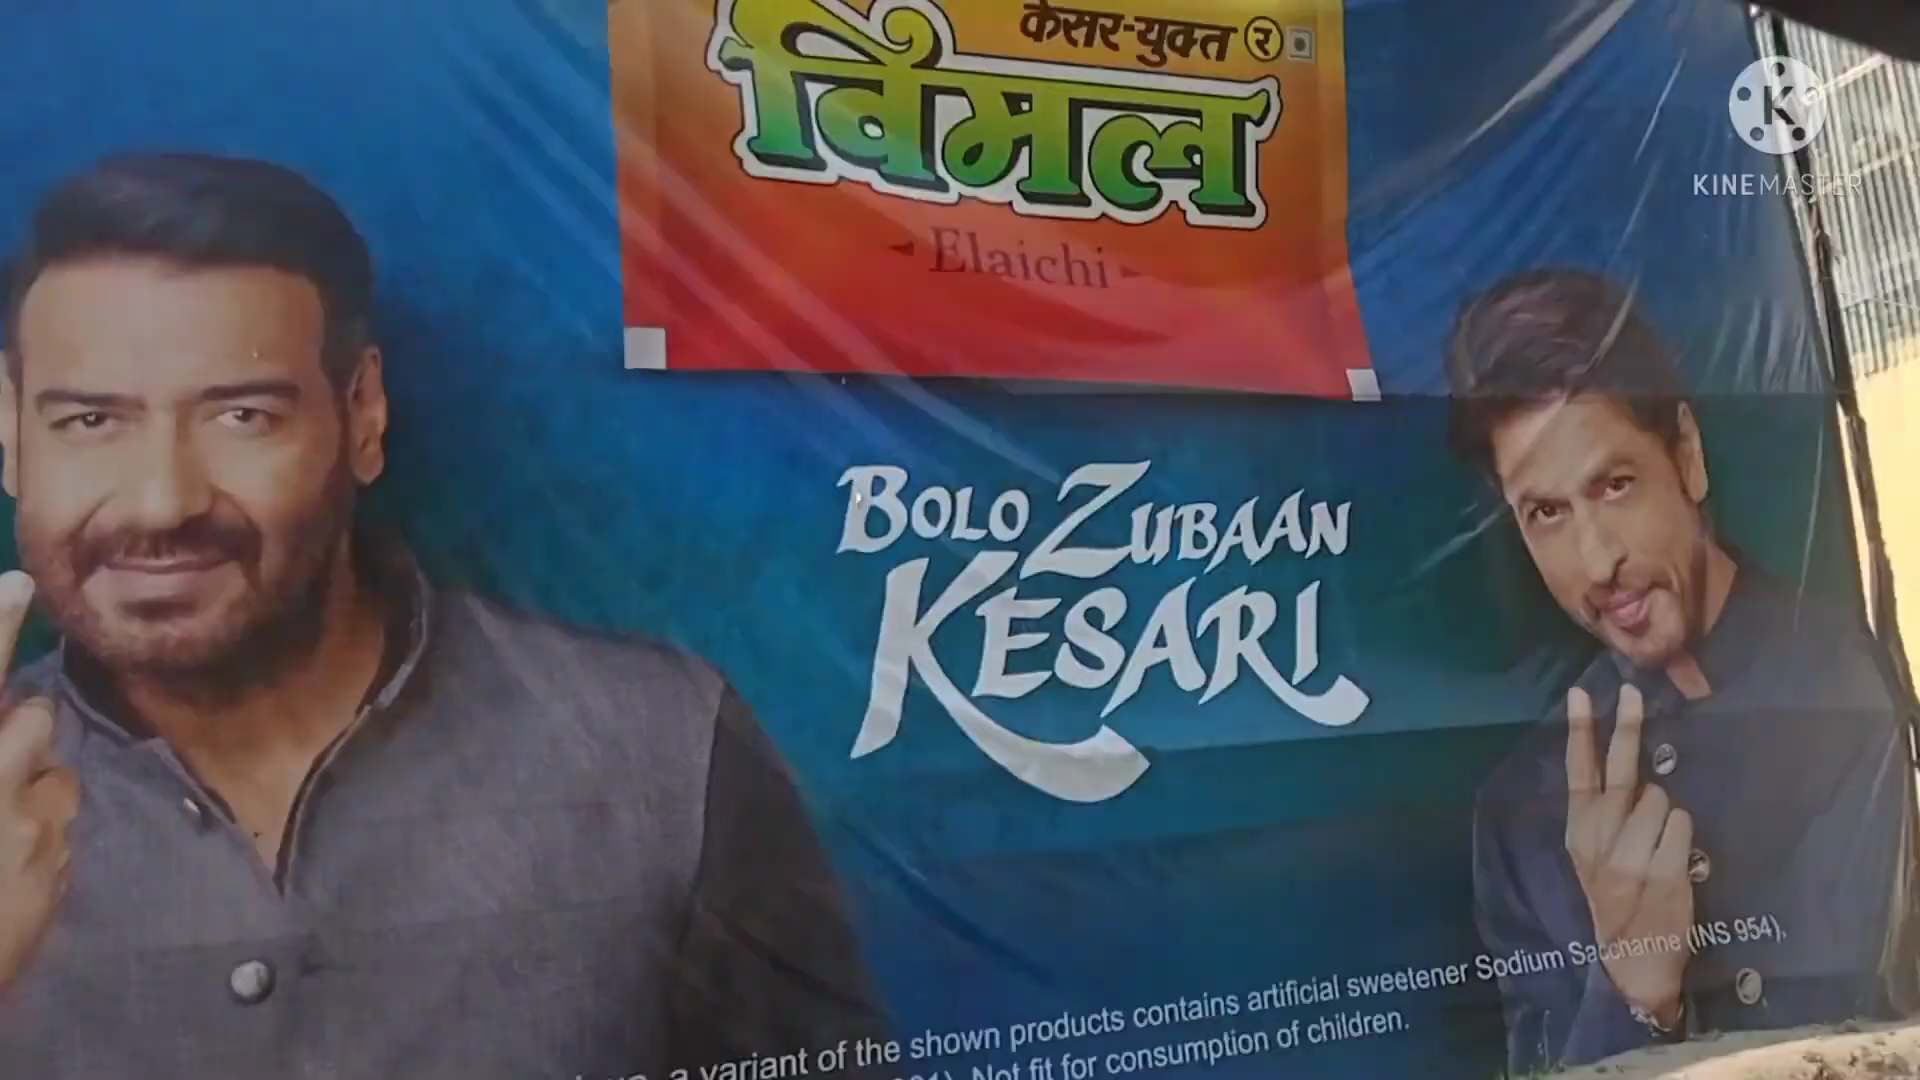 केसर-युक्त र
विमल
- Elaichi -
BOLO ZUBAAN
KESARI
a variant of the shown products contains artificial sweetener Sodium Saccharine (INS 954),
Not fit for consumption of children.
K
KINEMASTER